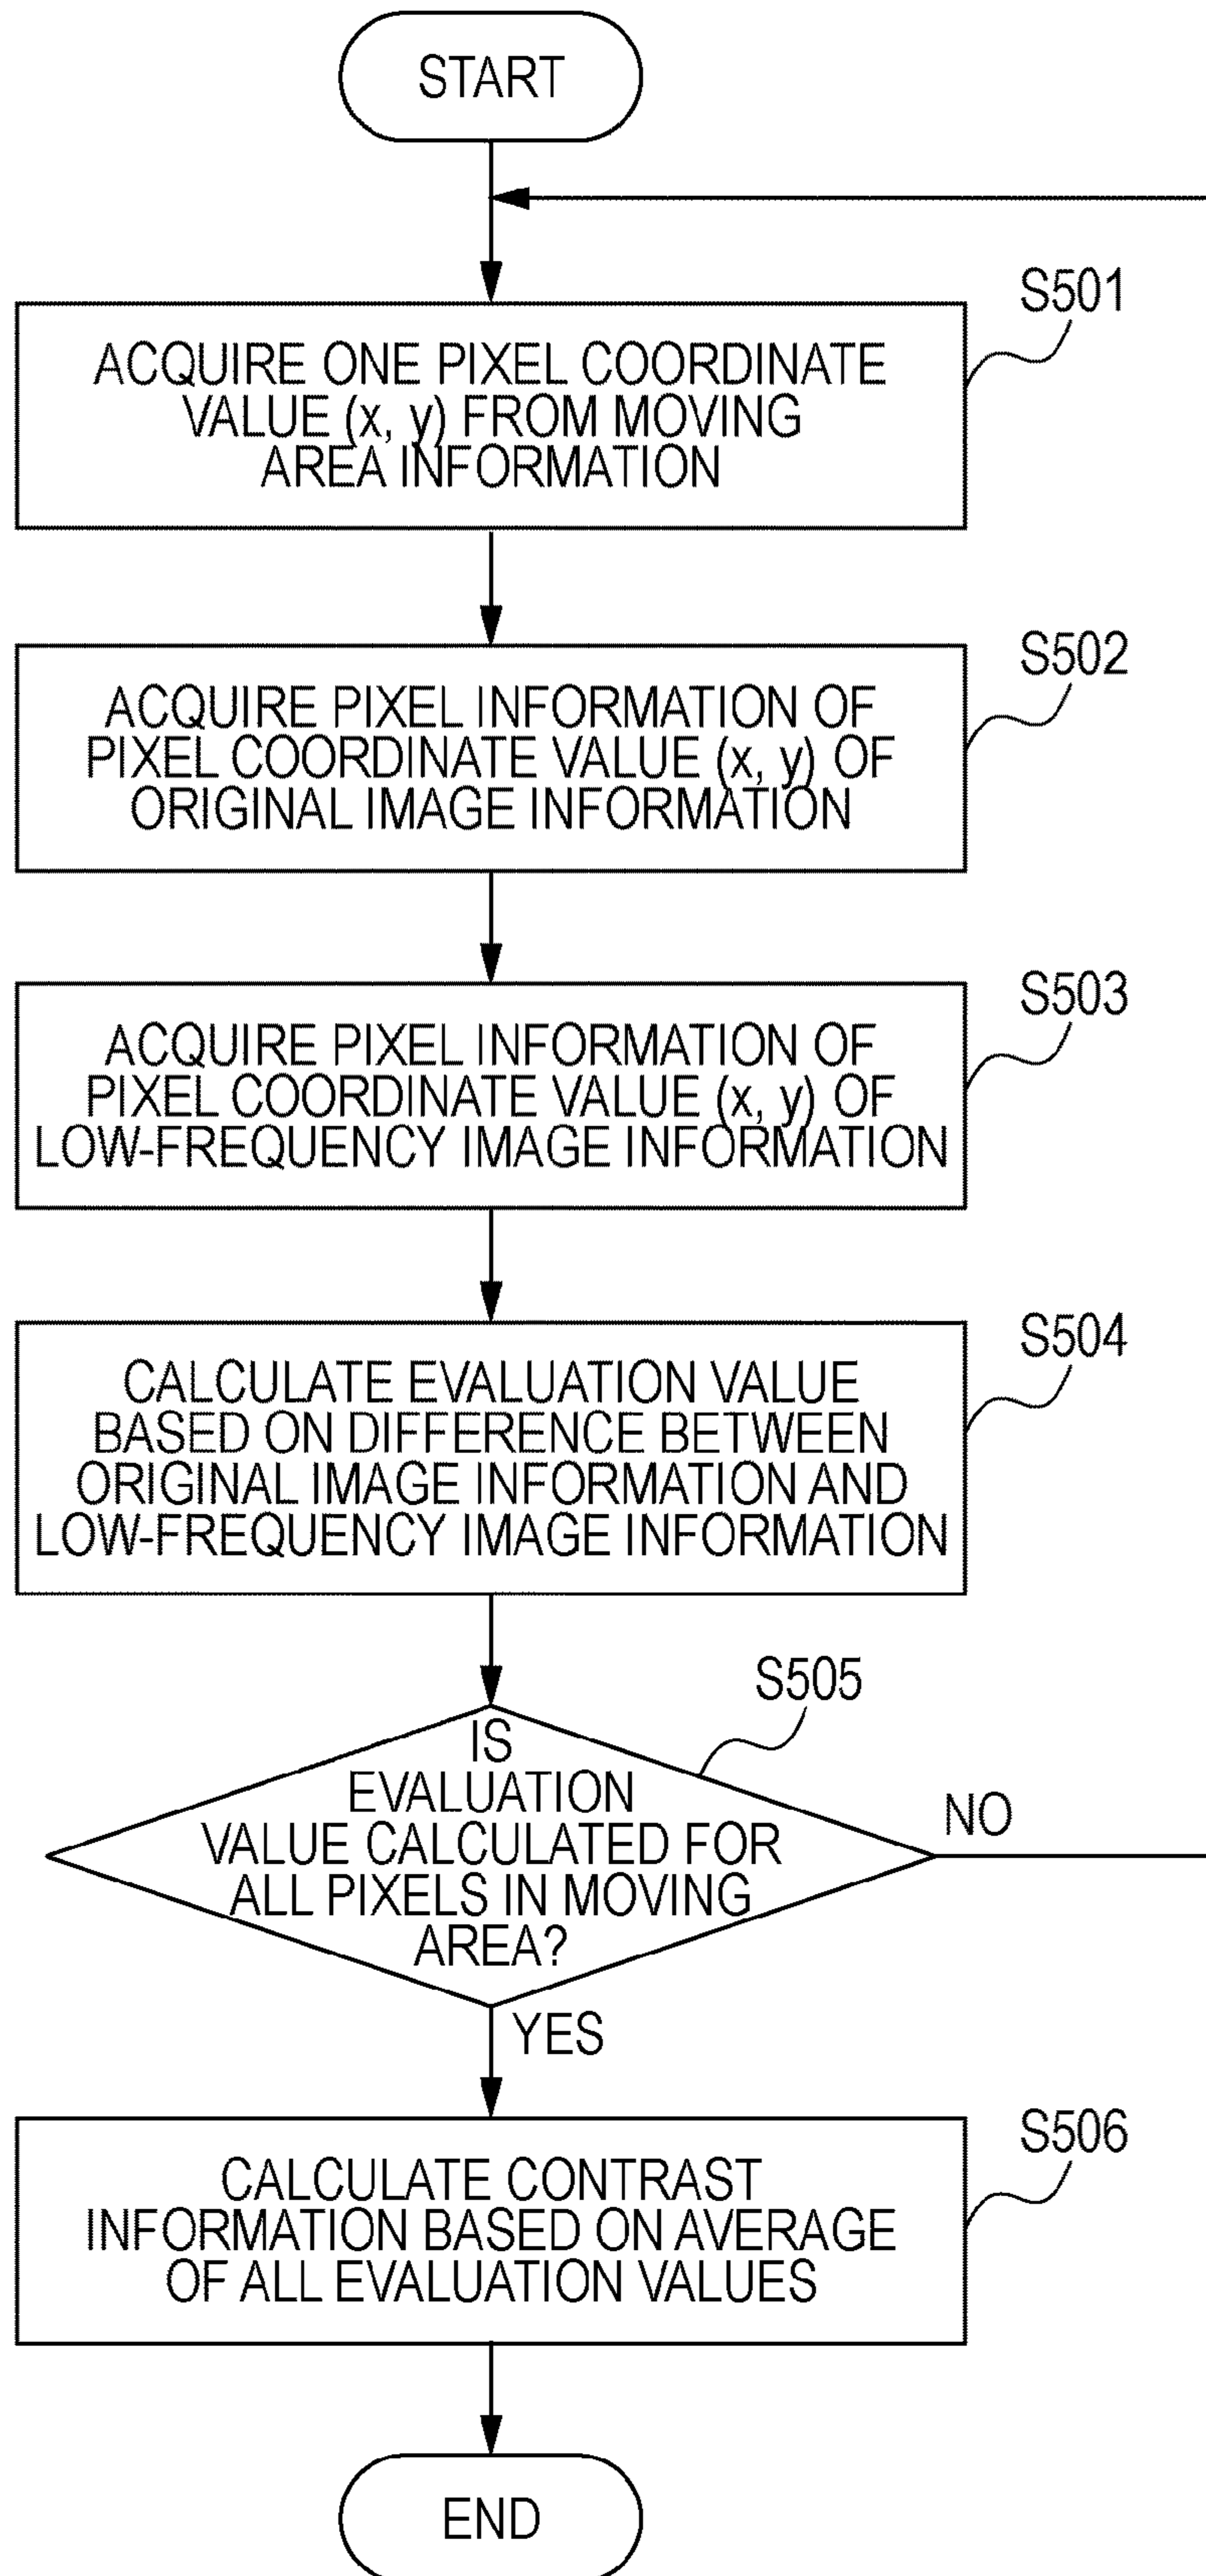 START
S501
ACQUIRE ONE PIXEL COORDINATE
VALUE (x, y) FROM MOVING
AREA INFORMATION
S502
ACQUIRE PIXEL INFORMATION OF
PIXEL COORDINATE VALUE (x, y) OF
ORIGINAL IMAGE INFORMATION
S503
ACQUIRE PIXEL INFORMATION OF
PIXEL COORDINATE VALUE (x, y) OF
LOW-FREQUENCY IMAGE INFORMATION
S504
CALCULATE EVALUATION VALUE
BASED ON DIFFERENCE BETWEEN
ORIGINAL IMAGE INFORMATION AND
LOW-FREQUENCY IMAGE INFORMATION
S505
IS
EVALUATION
VALUE CALCULATED FOR
ALL PIXELS IN MOVING
AREA?
NO
YES
S506
CALCULATE CONTRAST
INFORMATION BASED ON AVERAGE
OF ALL EVALUATION VALUES
END